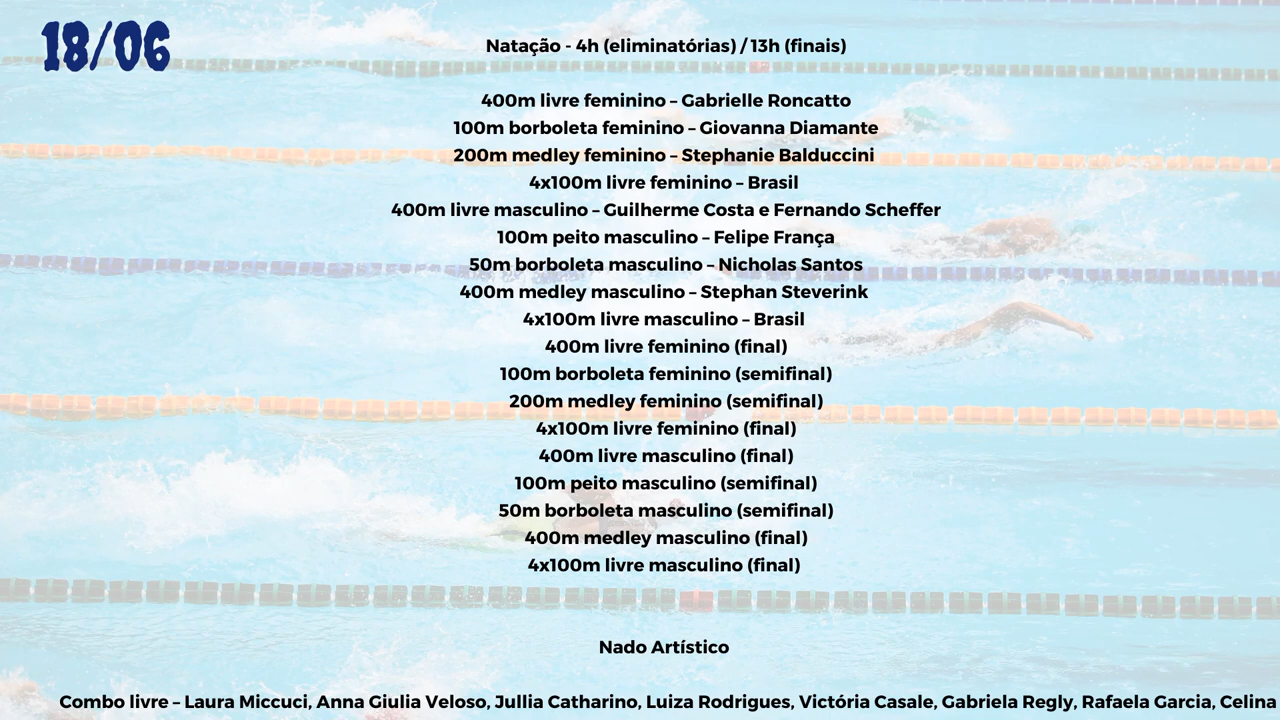 18/06
Natação - 4h (eliminatórias) / 13h (finais)
400m livre feminino – Gabrielle Roncatto
100m borboleta feminino – Giovanna Diamante
200m medley feminino – Stephanie Balduccini
4x100m livre feminino – Brasil
400m livre masculino – Guilherme Costa e Fernando Scheffer
100m peito masculino – Felipe França
50m borboleta masculino – Nicholas Santos
400m medley masculino – Stephan Steverink
4x100m livre masculino – Brasil
400m livre feminino (final)
100m borboleta feminino (semifinal)
200m medley feminino (semifinal)
4x100m livre feminino (final)
400m livre masculino (final)
100m peito masculino (semifinal)
50m borboleta masculino (semifinal)
400m medley masculino (final)
4x100m livre masculino (final)
Nado Artístico
Combo livre – Laura Miccuci, Anna Giulia Veloso, Jullia Catharino, Luiza Rodrigues, Victória Casale, Gabriela Regly, Rafaela Garcia, Celina